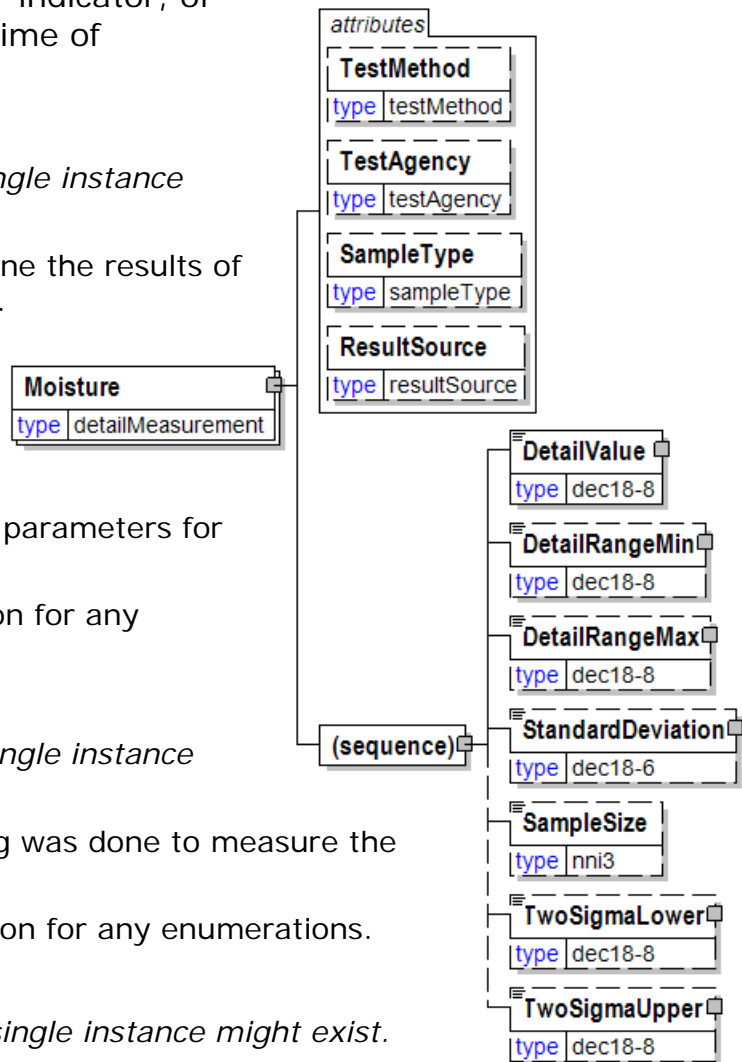 indicator, or
ime of
ngle instance
ne the results of
.
parameters for
on for any
ngle instance
g was done to measure the
on for any enumerations.
single instance might exist.
Moisture
type detailMeasurement
attributes
TestMethod
type testMethod
TestAgency
type testAgency
SampleType
type sampleType
ResultSource
type resultSource
(sequence)
DetailValue
type dec18-8
DetailRangeMin
type dec18-8
DetailRangeMax
type dec18-8
StandardDeviation
type dec18-6
SampleSize
type nni3
TwoSigmaLower
type dec18-8
TwoSigmaUpper
type dec18-8